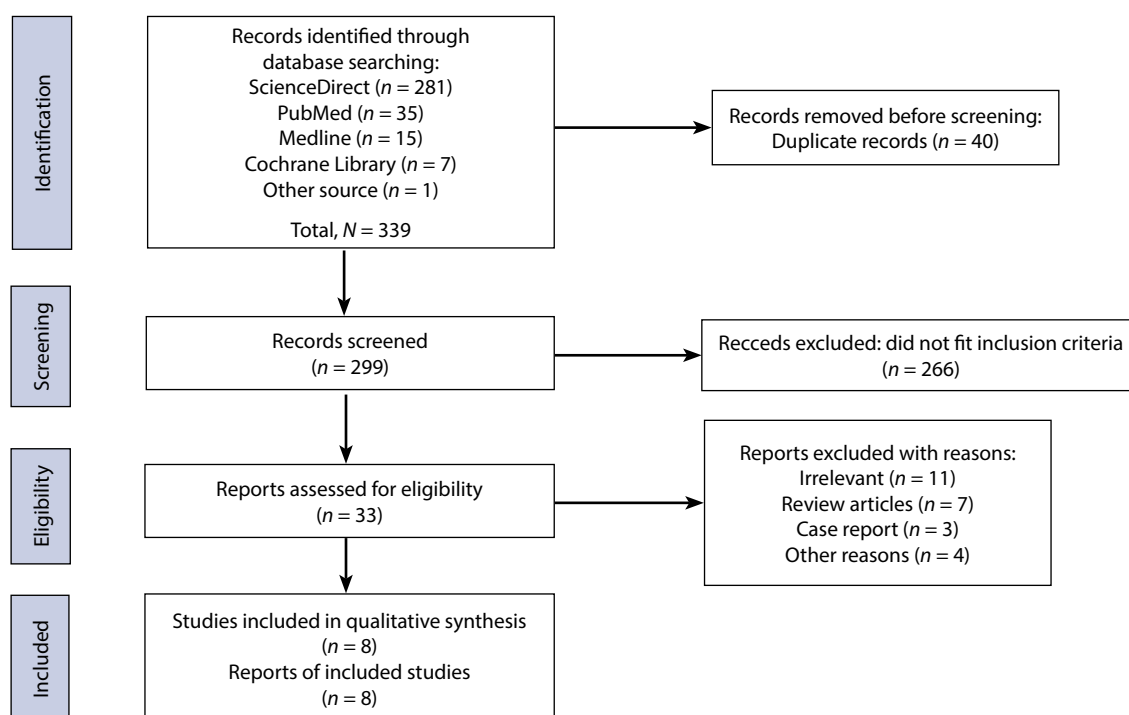 Identification
Records identified through
database searching:
ScienceDirect (n = 281)
PubMed (n = 35)
Medline (n = 15)
Cochrane Library (n = 7)
Other source (n = 1)
Total, N = 339
Records removed before screening:
Duplicate records (n = 40)
Screening
Records screened
(n = 299)
Recceds excluded: did not fit inclusion criteria
(n = 266)
Eligibility
Reports assessed for eligibility
(n = 33)
Reports excluded with reasons:
Irrelevant (n = 11)
Review articles (n = 7)
Case report (n = 3)
Other reasons (n = 4)
Included
Studies included in qualitative synthesis
(n = 8)
Reports of included studies
(n = 8)